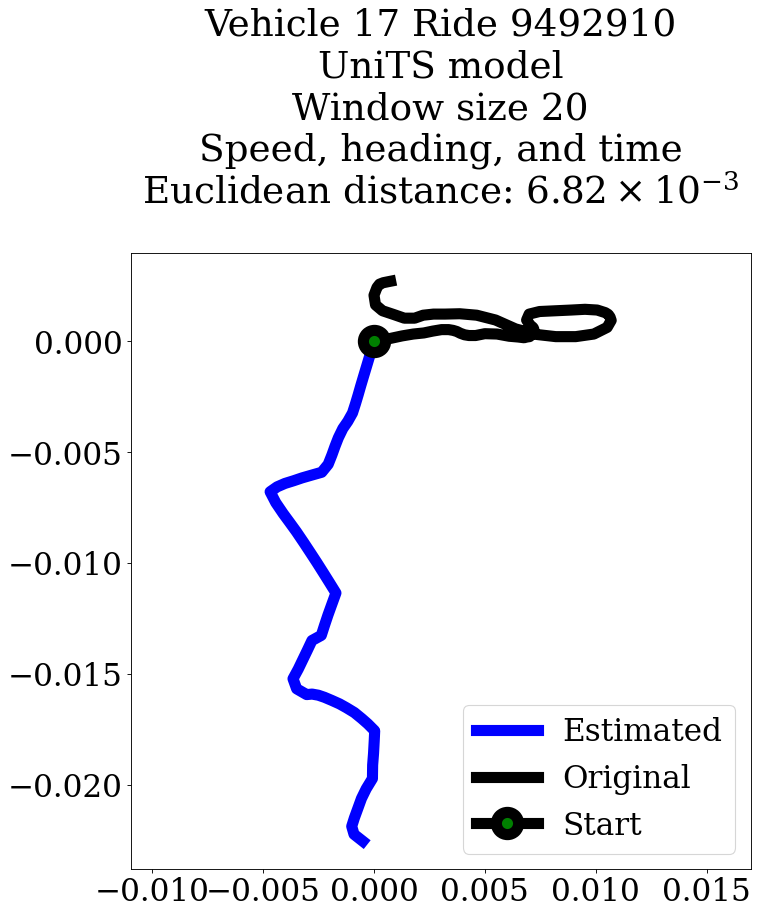 Vehicle 17 Ride 9492910
UniTS model
Window size 20
Speed, heading, and time
Euclidean distance: 6.82 × 10⁻³
0.000
−0.005
−0.010
−0.015
−0.020
Estimated
Original
Start
−0.010 −0.005 0.000 0.005 0.010 0.015